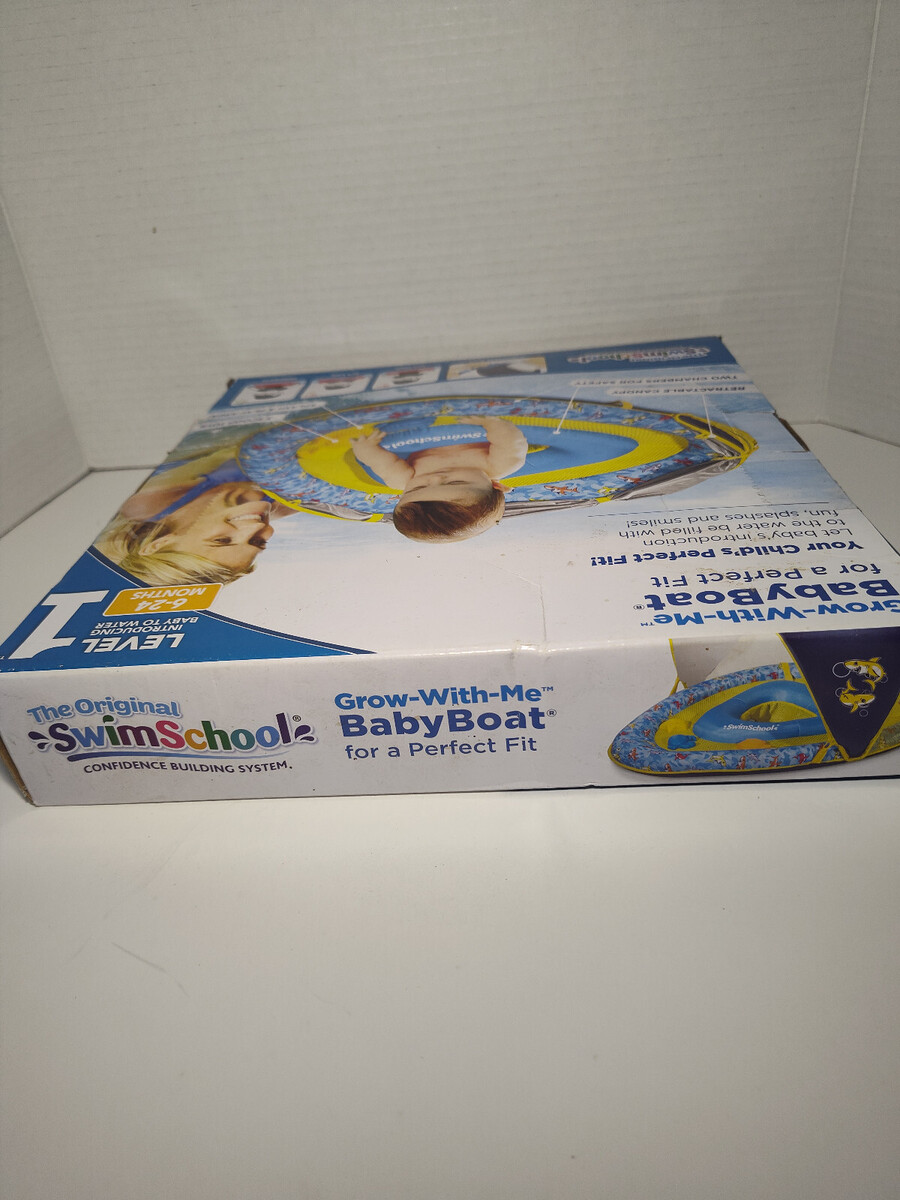 SwimSchool
TWO CHAMBERS FOR SAFETY
RETRACTABLE CANOPY
SwimSchool
Let baby's introduction
to the water be filled with
fun, splashes and smiles!
Your Child's Perfect Fit!
Grow-With-Me™
BabyBoat®
for a Perfect Fit
6-24
MONTHS
LEVEL 1
INTRODUCING
BABY TO WATER
The Original
SwimSchool®
CONFIDENCE BUILDING SYSTEM.
Grow-With-Me™
BabyBoat®
for a Perfect Fit
SwimSchool